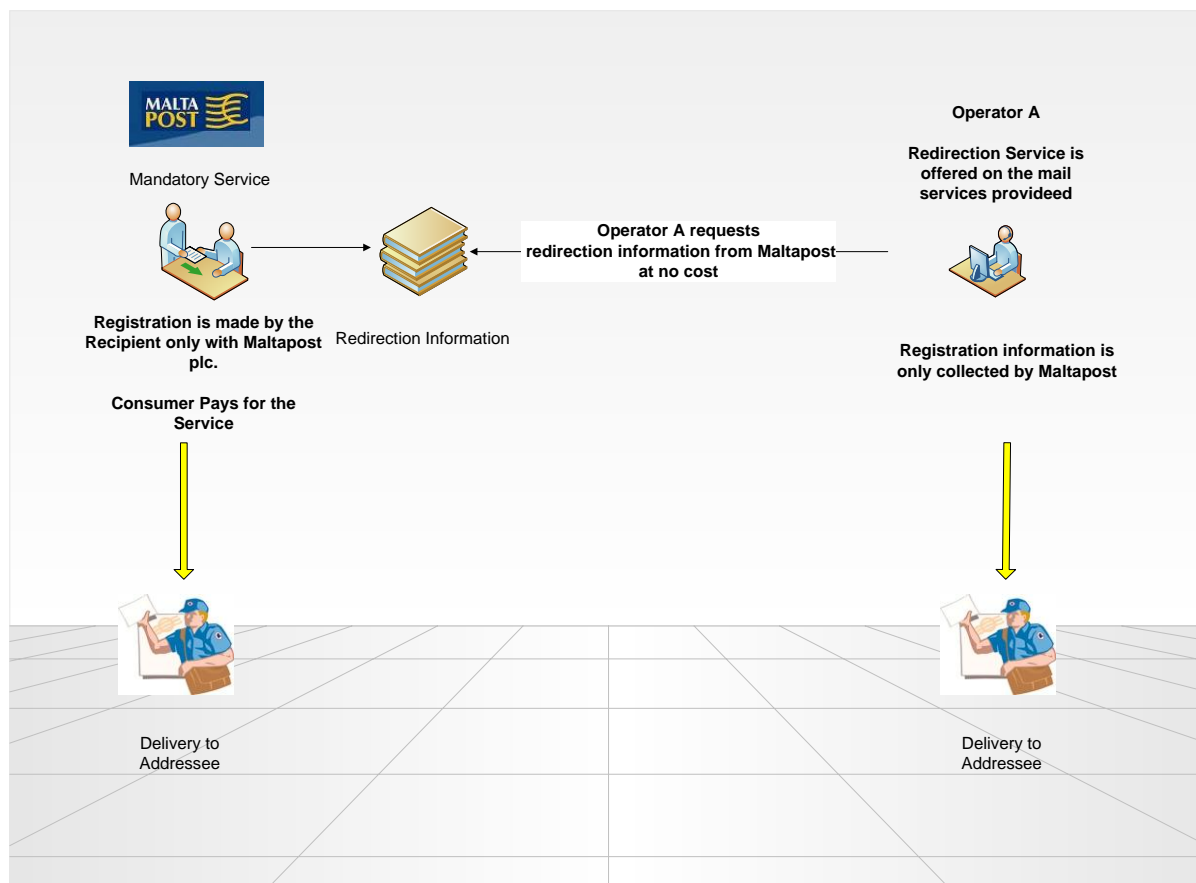 MALTA
POST
Mandatory Service
Registration is made by the
Recipient only with Maltapost
plc.
Consumer Pays for the
Service
Redirection Information
Operator A requests
redirection information from Maltapost
at no cost
Operator A
Redirection Service is
offered on the mail
services provideed
Registration information is
only collected by Maltapost
Delivery to
Addressee
Delivery to
Addressee